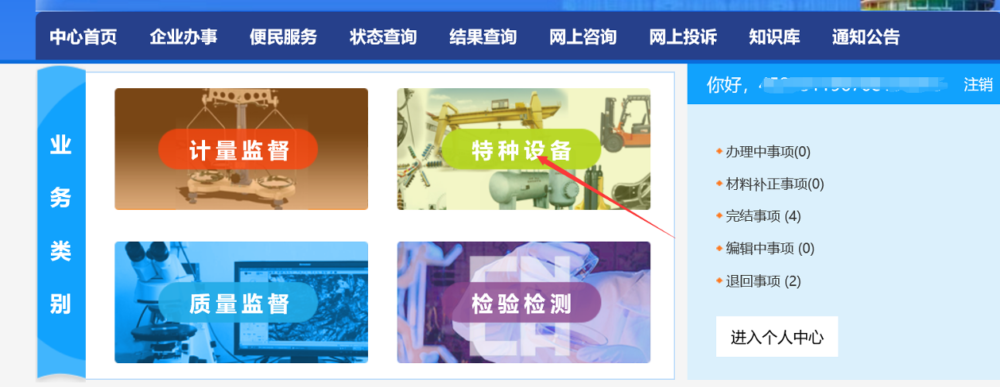 中心首页 企业办事 便民服务 状态查询 结果查询 网上咨询 网上投诉 知识库 通知公告
业务类别
计量监督
特种设备
质量监督
检验检测
你好，
注销
办理中事项(0)
材料补正事项(0)
完结事项 (4)
编辑中事项 (0)
退回事项 (2)
进入个人中心